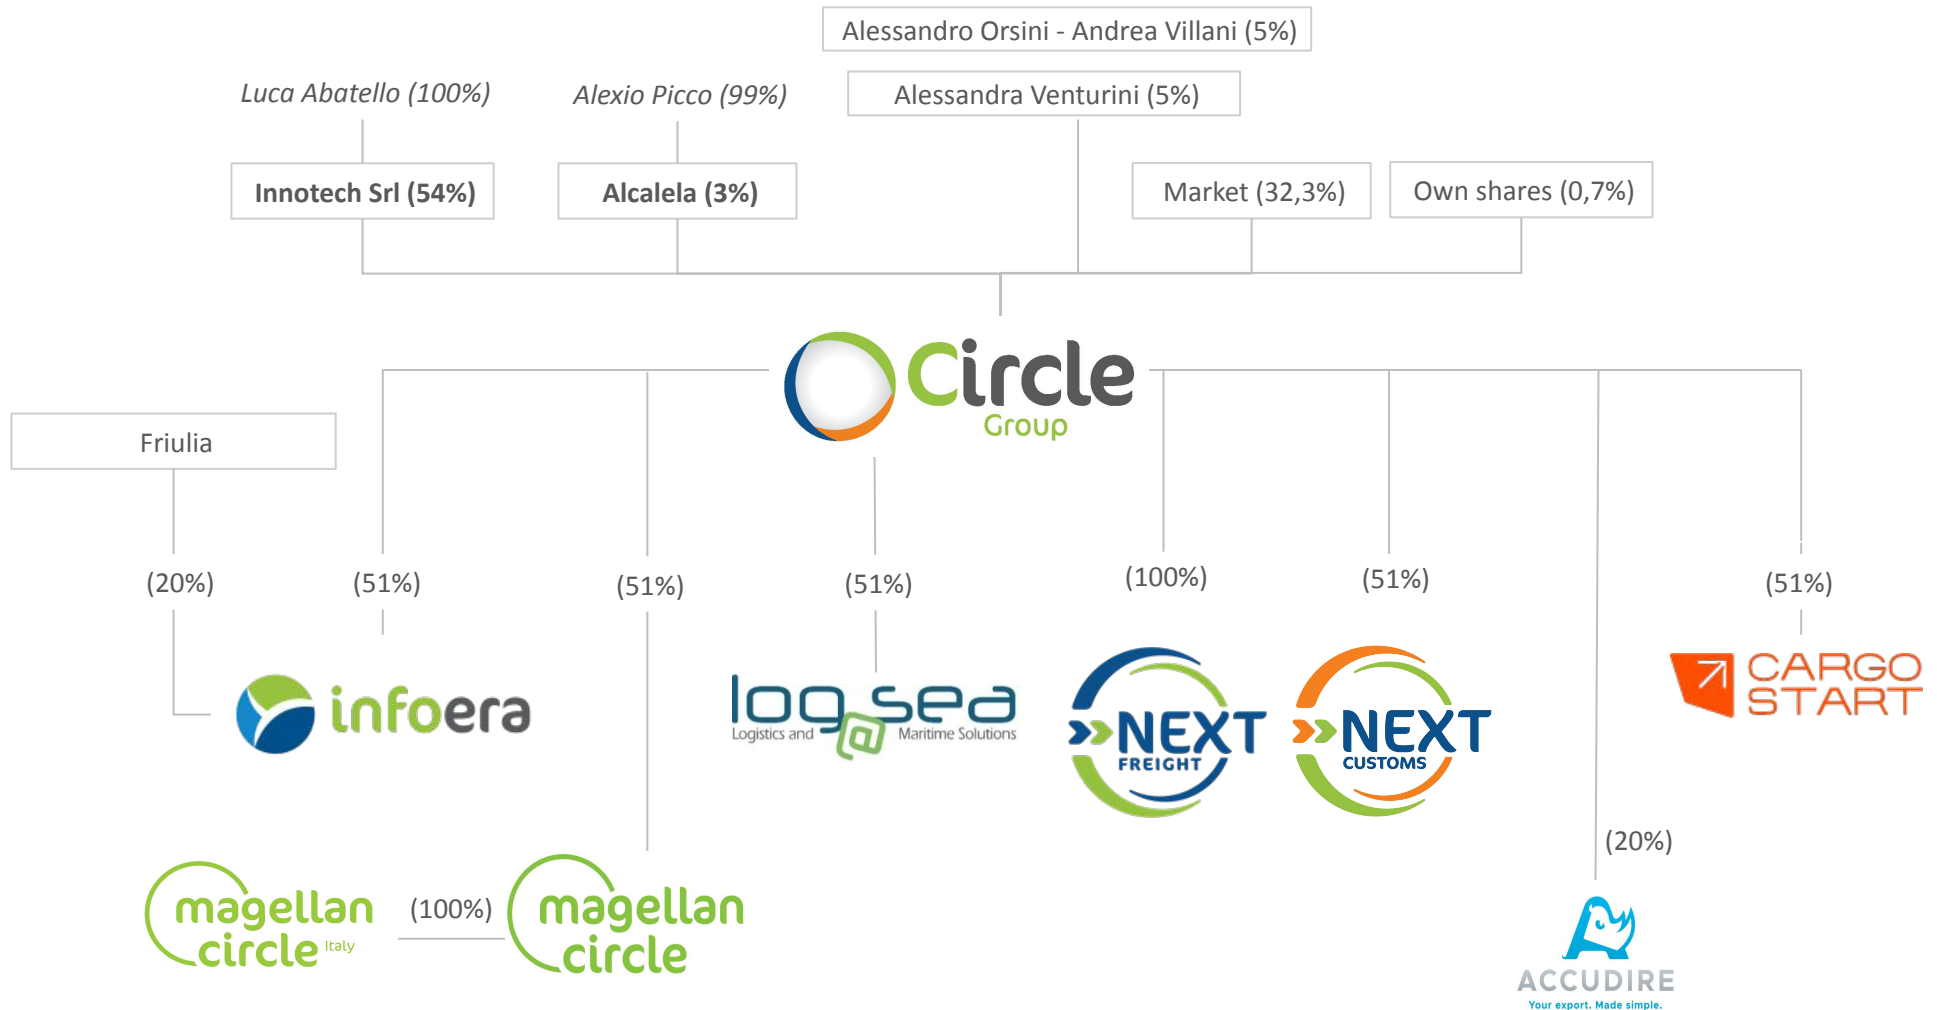 Alessandro Orsini - Andrea Villani (5%)
Luca Abatello (100%)
Alexio Picco (99%)
Alessandra Venturini (5%)
Innotech Srl (54%)
Alcalela (3%)
Market (32,3%)
Own shares (0,7%)
Circle
Group
Friulia
(20%)
(51%)
(51%)
(51%)
(100%)
(51%)
(51%)
infoera
log@sea
Logistics and Maritime Solutions
NEXT
FREIGHT
NEXT
CUSTOMS
CARGO
START
(20%)
magellan
circle Italy
(100%)
magellan
circle
ACCUDIRE
Your export. Made simple.